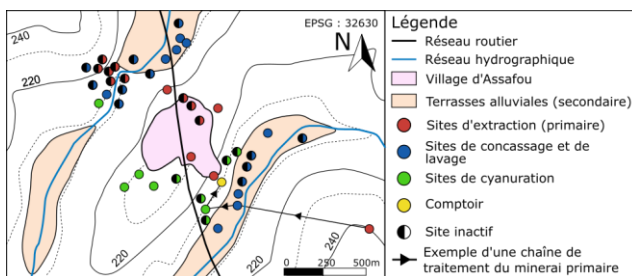 EPSG : 32630
N
240
220
220
220
220
240
0 250 500m
Légende
Réseau routier
Réseau hydrographique
Village d'Assafou
Terrasses alluviales (secondaire)
Sites d'extraction (primaire)
Sites de concassage et de
lavage
Sites de cyanuration
Comptoir
Site inactif
Exemple d'une chaîne de
traitement du minerai primaire